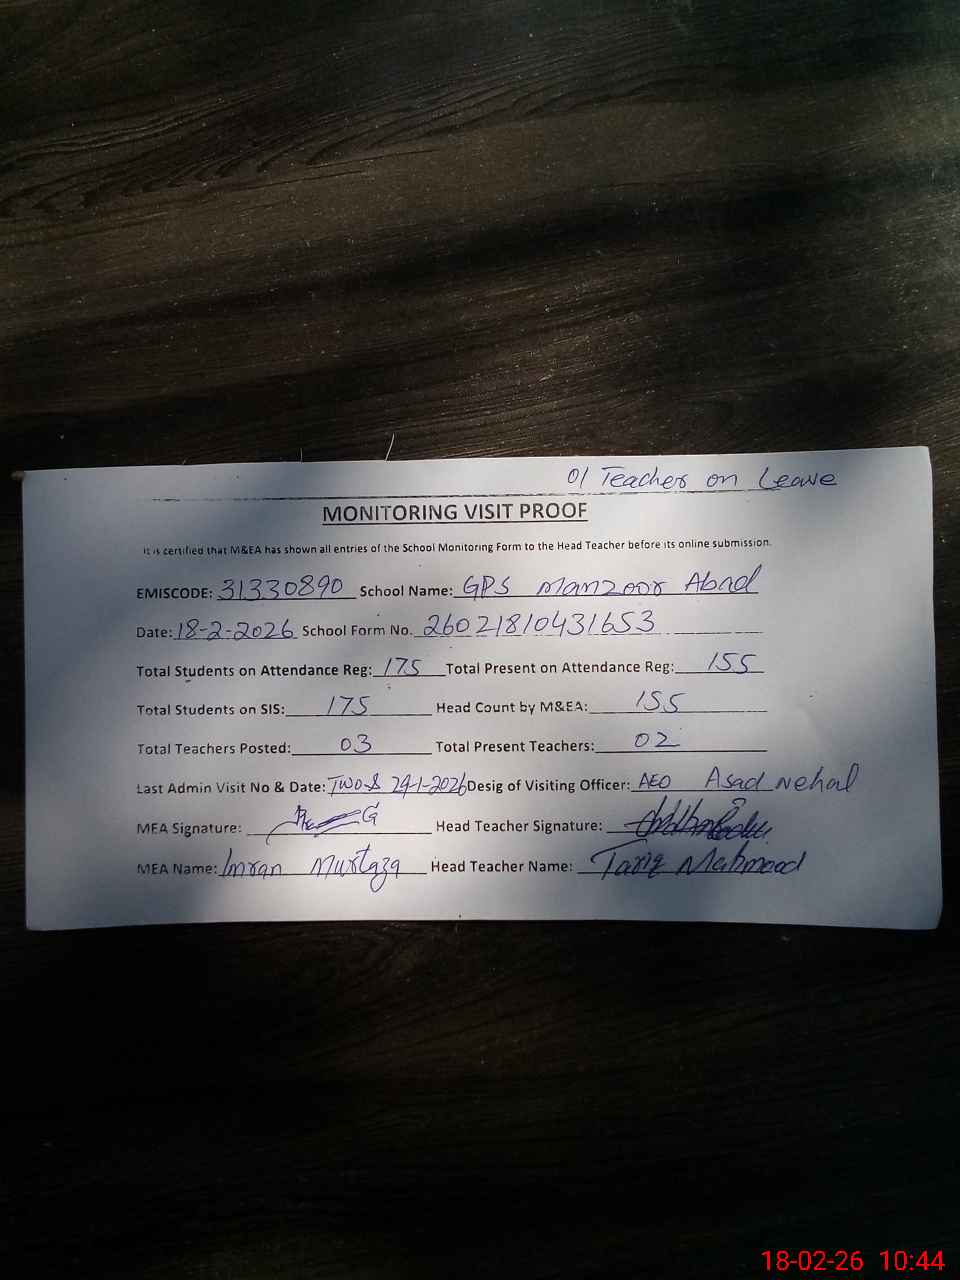 01 Teacher on Leave
MONITORING VISIT PROOF
It is certified that M&EA has shown all entries of the School Monitoring Form to the Head Teacher before its online submission.
EMISCODE: 31330890 School Name: GPS Manzoor Abad
Date: 18-2-2026 School Form No. 26021810431653
Total Students on Attendance Reg: 175 Total Present on Attendance Reg: 155
Total Students on SIS: 175 Head Count by M&EA: 155
Total Teachers Posted: 03 Total Present Teachers: 02
Last Admin Visit No & Date: TWO & 29-1-2026 Desig of Visiting Officer: AEO Asad Nehal
MEA Signature: Head Teacher Signature:
MEA Name: Imran Murtaza Head Teacher Name: Tariq Mahmood
18-02-26 10:44